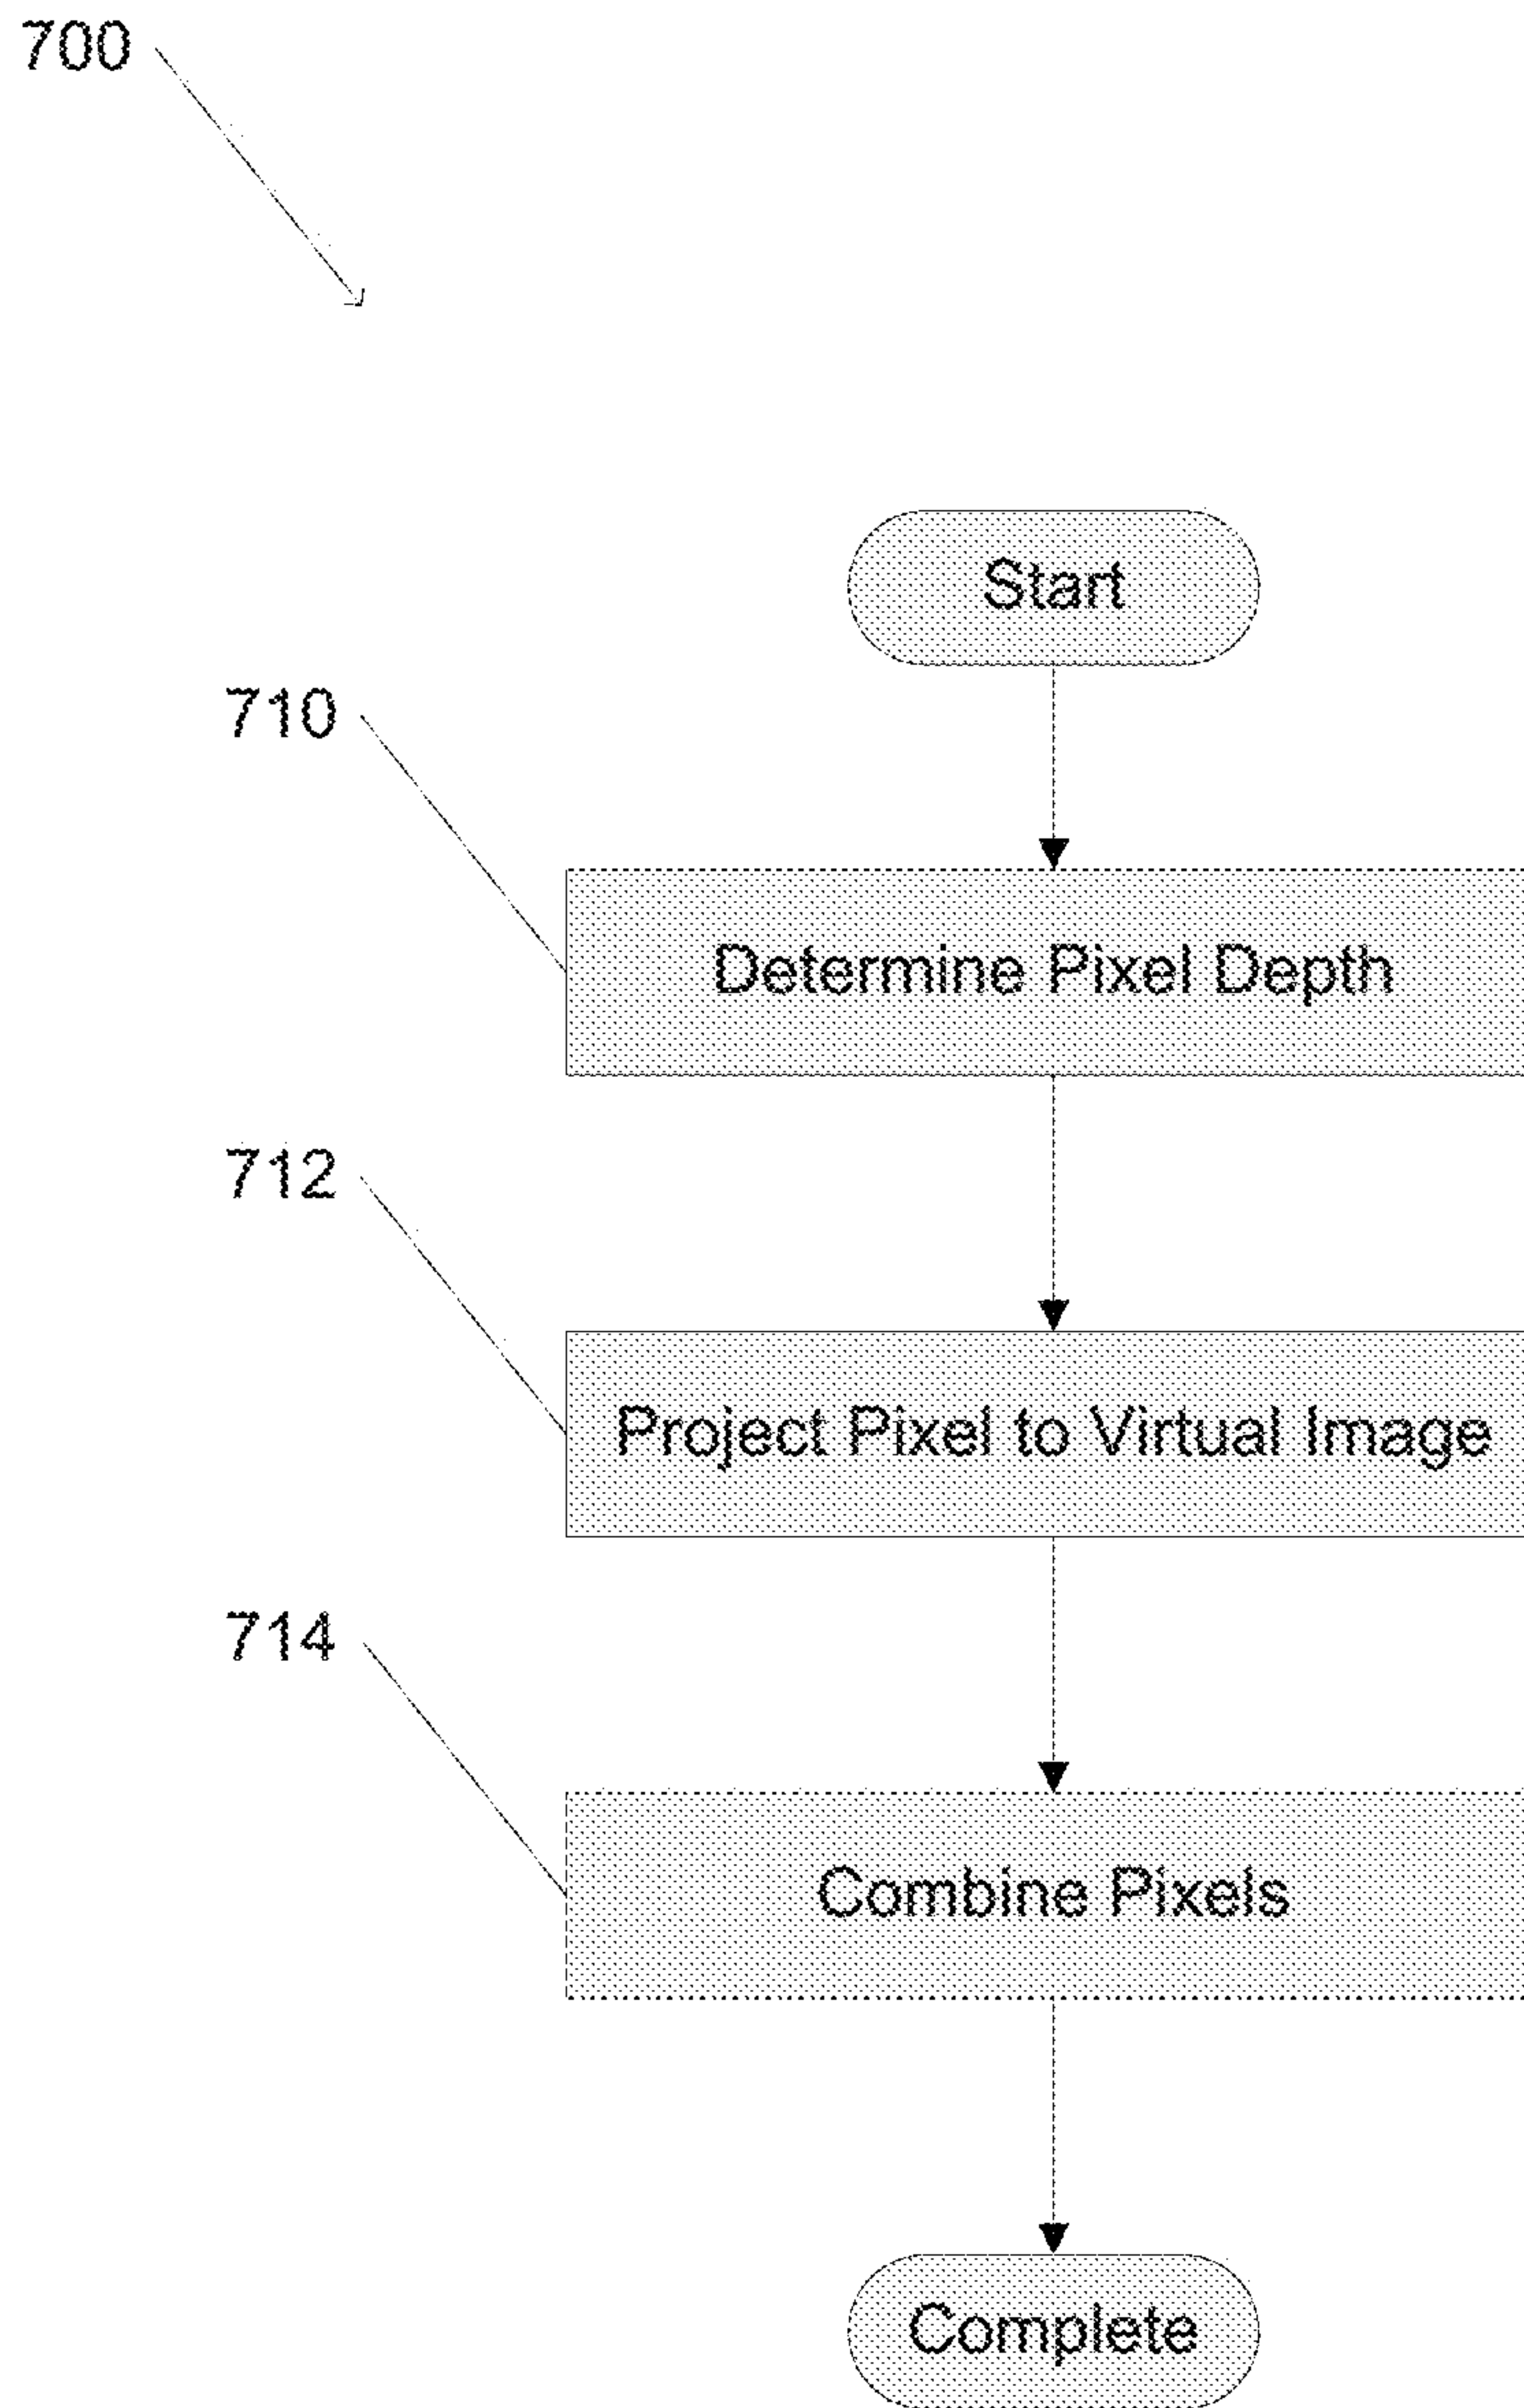 700
Start
710
Determine Pixel Depth
712
Project Pixel to Virtual Image
714
Combine Pixels
Complete